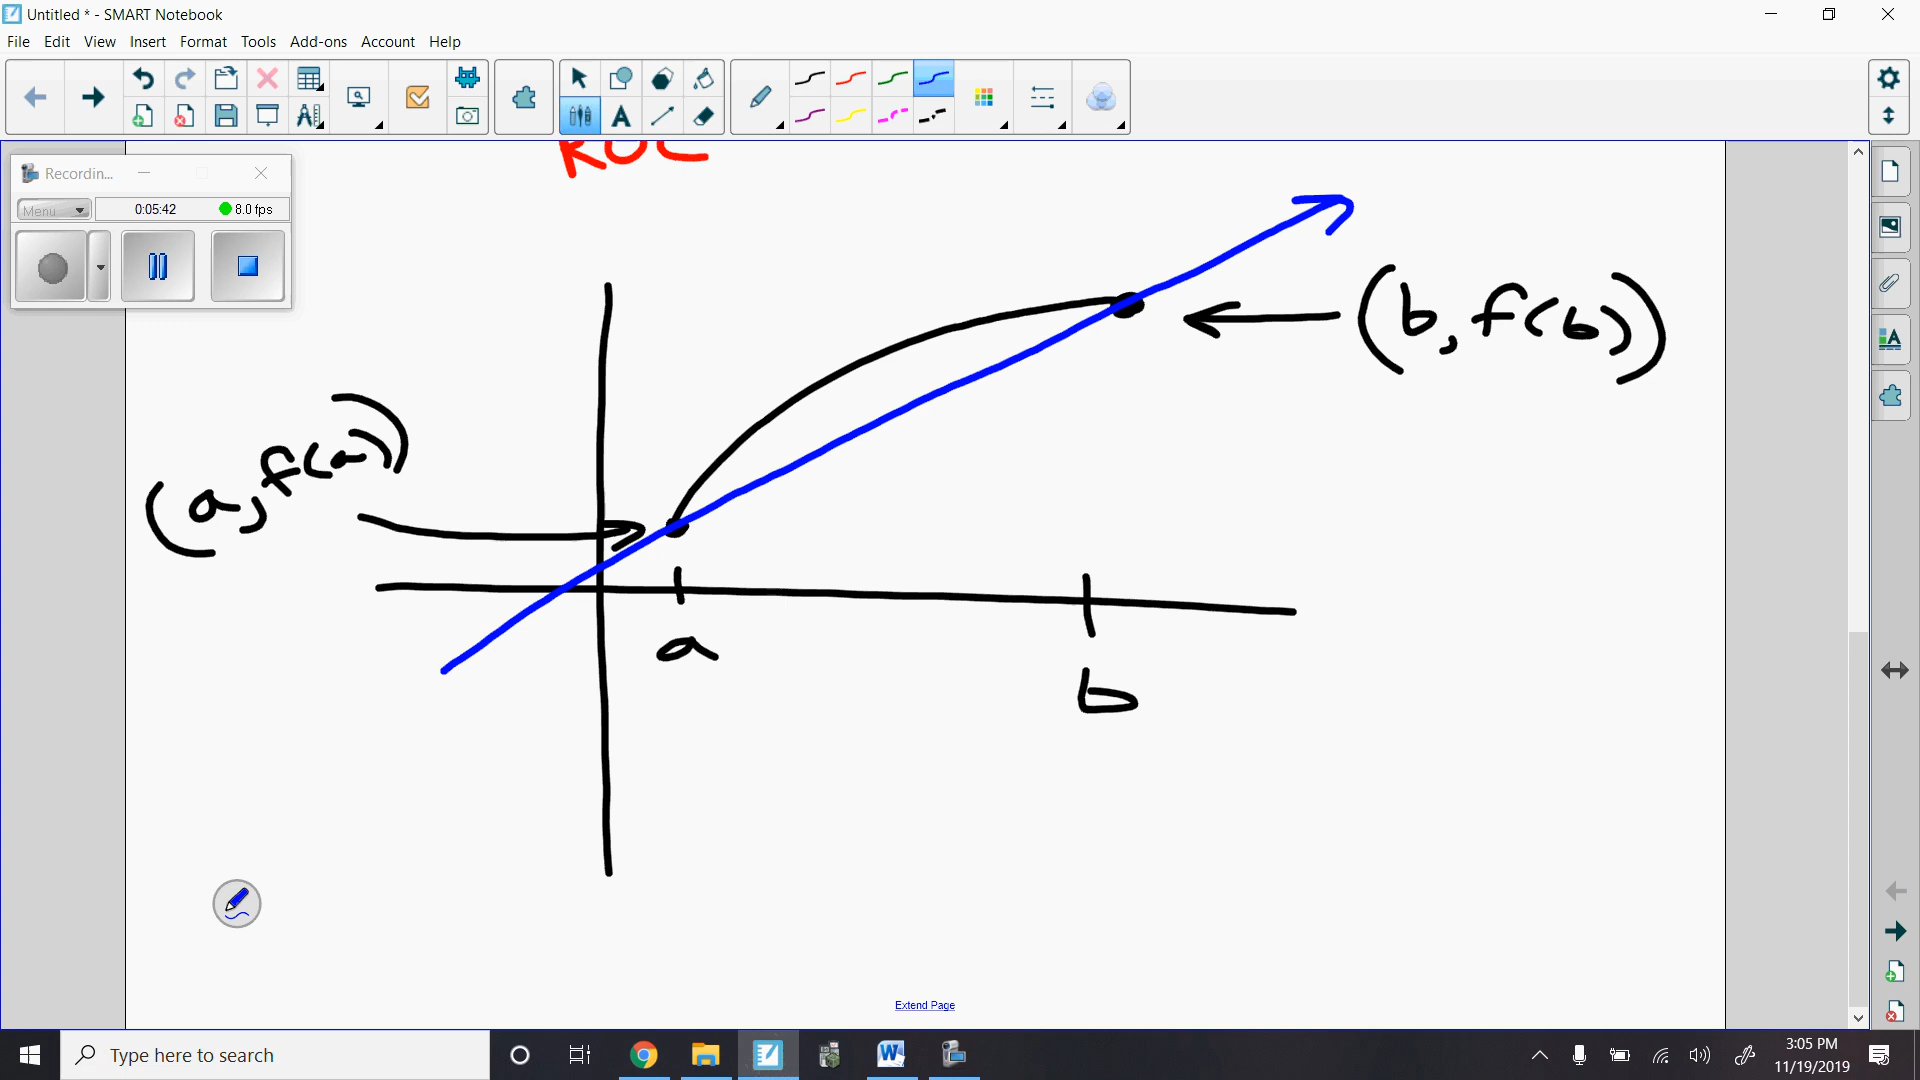 Untitled * - SMART Notebook
File Edit View Insert Format Tools Add-ons Account Help
Recordin...
Menu 0:05:42 8.0 fps
ROC
(b, f(b))
(a, f(a))
a
b
Extend Page
Type here to search
3:05 PM
11/19/2019